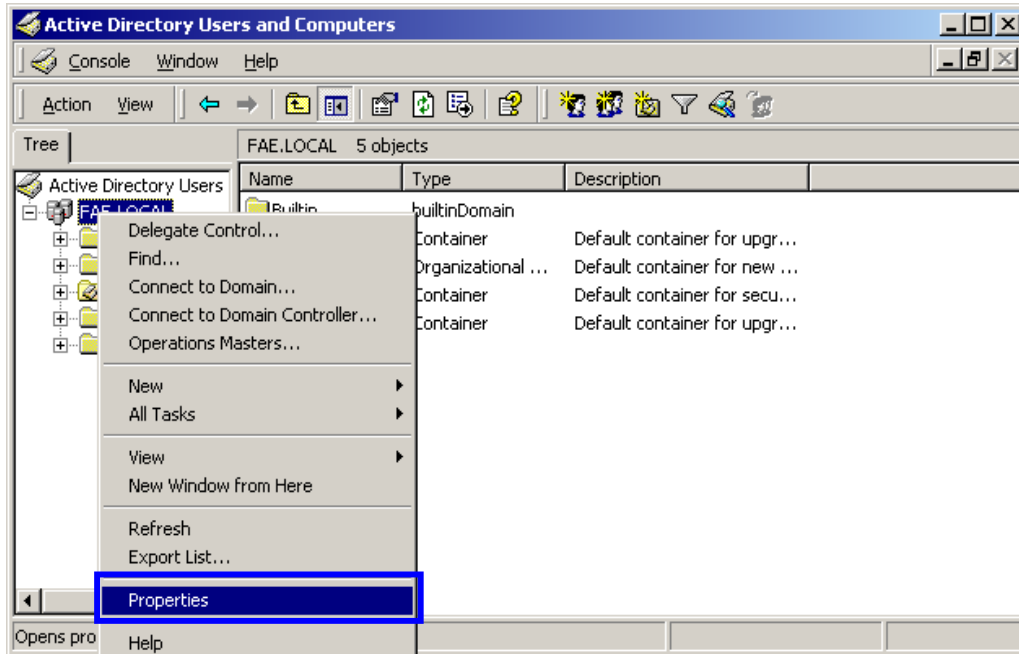 Active Directory Users and Computers
Console Window Help
Action View
Tree
FAE.LOCAL 5 objects
Active Directory Users
Name Type Description
FAE.LOCAL
Builtin builtinDomain
Container Default container for upgr...
Organizational ... Default container for new ...
Container Default container for secu...
Container Default container for upgr...
Delegate Control...
Find...
Connect to Domain...
Connect to Domain Controller...
Operations Masters...
New
All Tasks
View
New Window from Here
Refresh
Export List...
Properties
Help
Opens pro